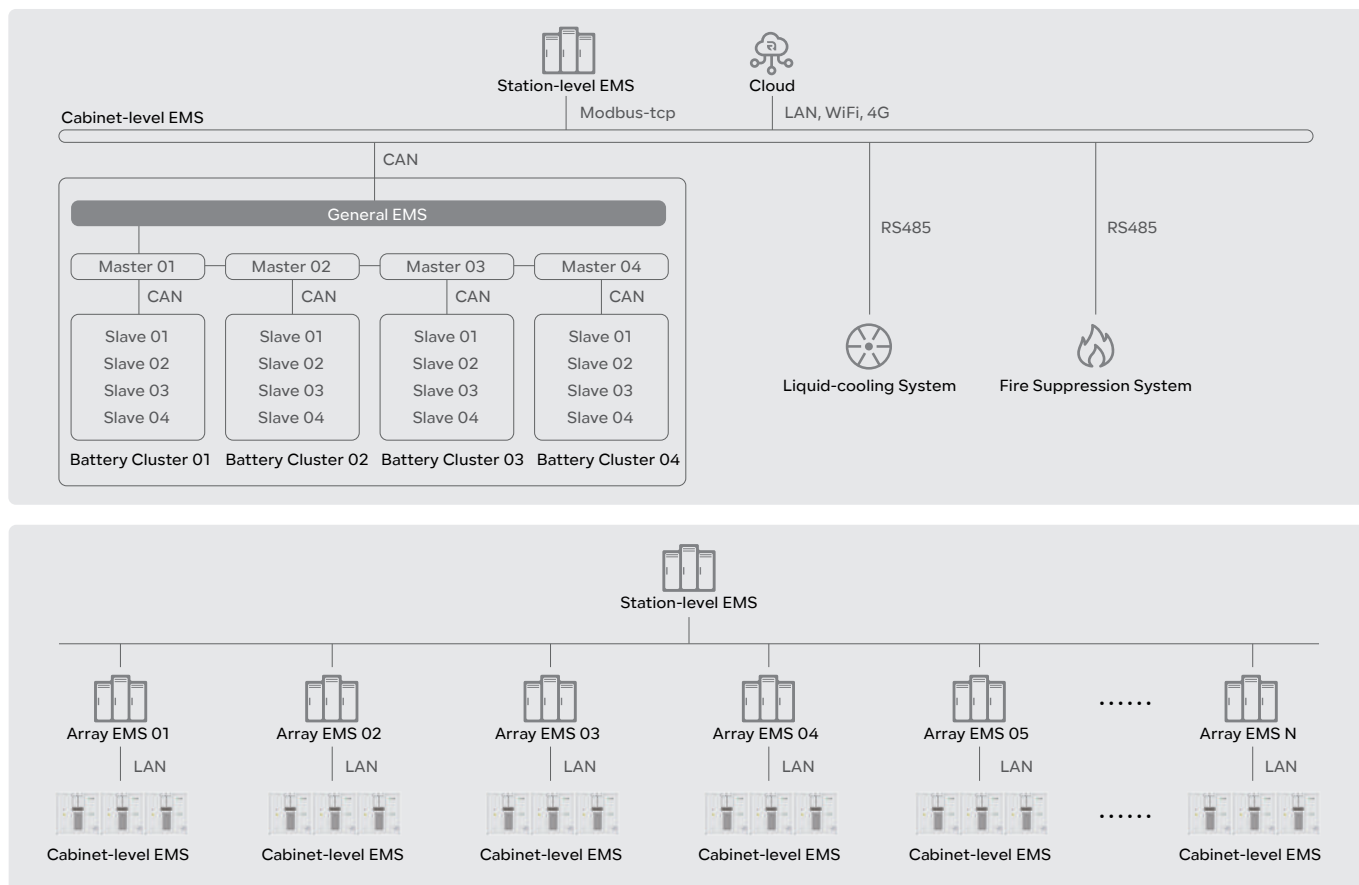 Station-level EMS
Cloud
Modbus-tcp
LAN, WiFi, 4G
Cabinet-level EMS
CAN
General EMS
RS485
RS485
Master 01
Master 02
Master 03
Master 04
CAN
CAN
CAN
CAN
Slave 01
Slave 02
Slave 03
Slave 04
Battery Cluster 01
Slave 01
Slave 02
Slave 03
Slave 04
Battery Cluster 02
Slave 01
Slave 02
Slave 03
Slave 04
Battery Cluster 03
Slave 01
Slave 02
Slave 03
Slave 04
Battery Cluster 04
Liquid-cooling System
Fire Suppression System
Station-level EMS
Array EMS 01
Array EMS 02
Array EMS 03
Array EMS 04
Array EMS 05
......
Array EMS N
LAN
LAN
LAN
LAN
LAN
LAN
......
Cabinet-level EMS
Cabinet-level EMS
Cabinet-level EMS
Cabinet-level EMS
Cabinet-level EMS
Cabinet-level EMS